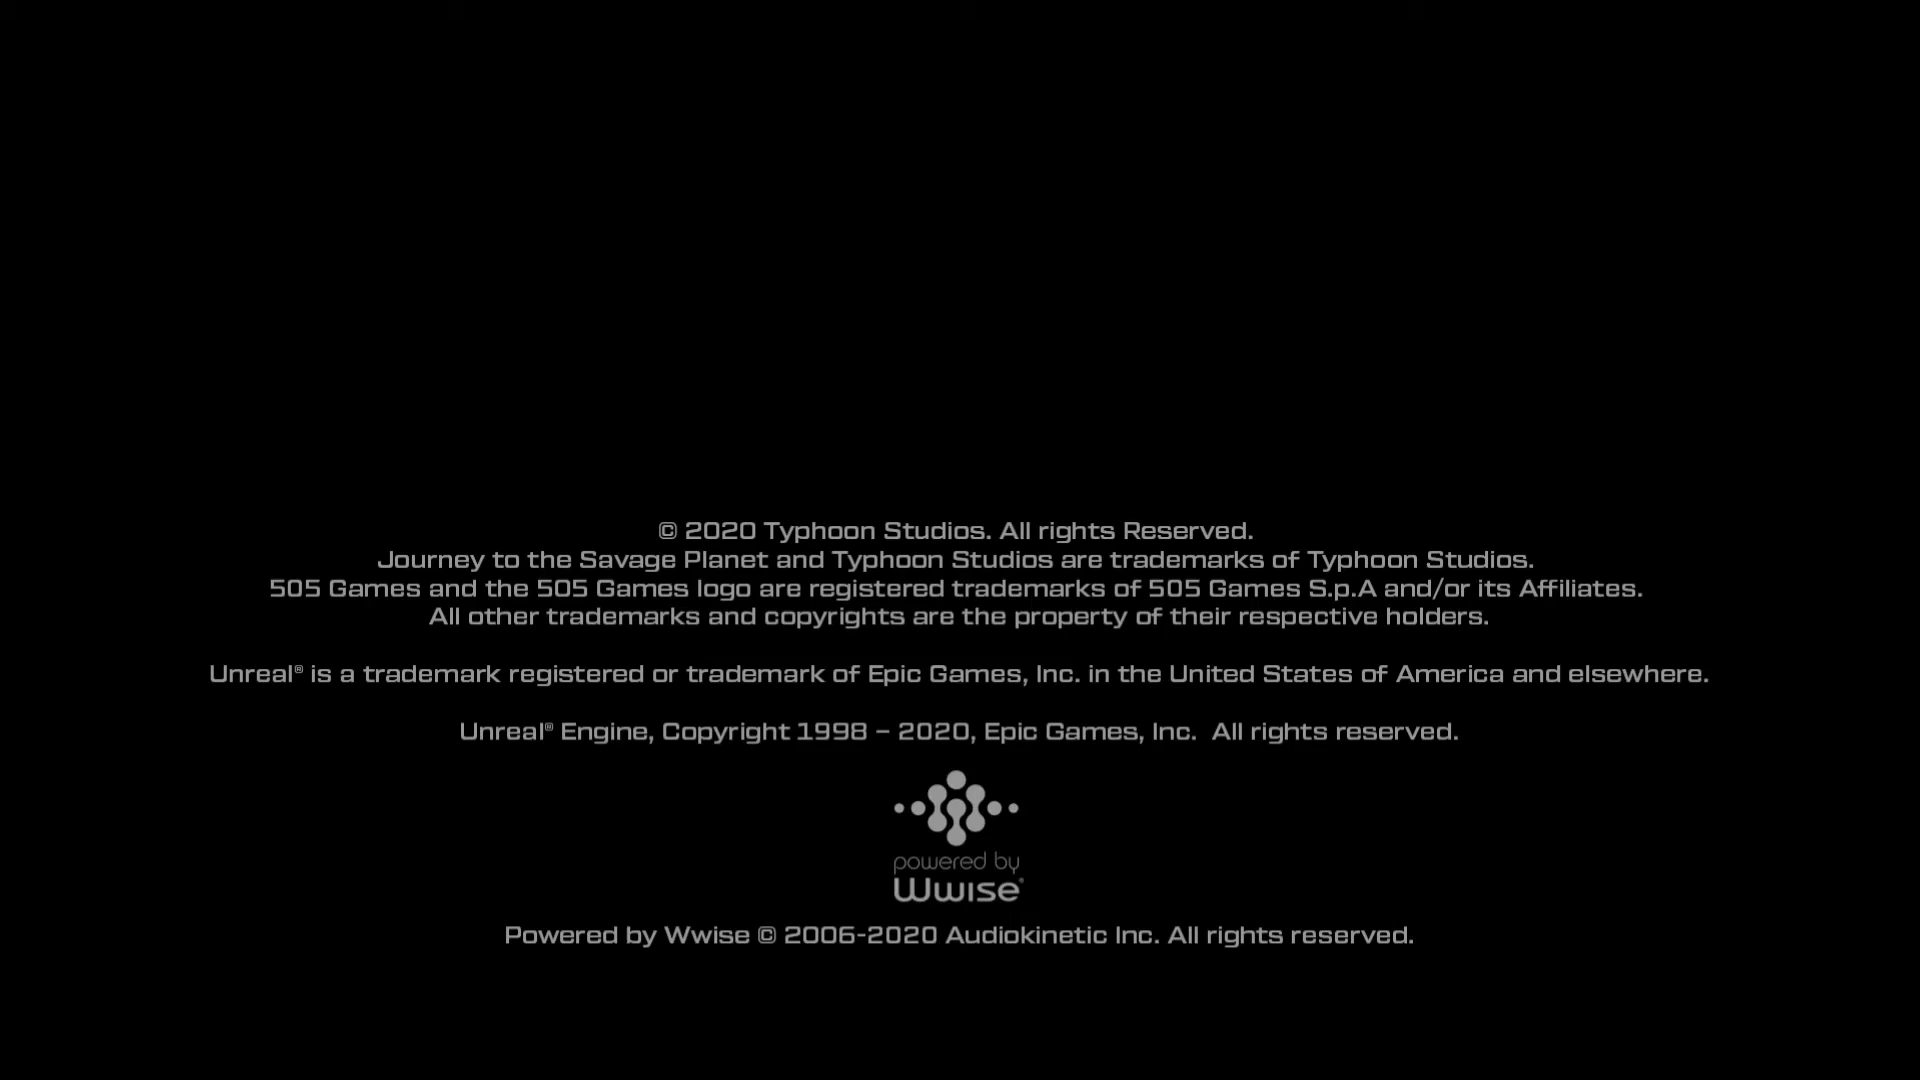 © 2020 Typhoon Studios. All rights Reserved.
Journey to the Savage Planet and Typhoon Studios are trademarks of Typhoon Studios.
505 Games and the 505 Games logo are registered trademarks of 505 Games S.p.A and/or its Affiliates.
All other trademarks and copyrights are the property of their respective holders.
Unreal® is a trademark registered or trademark of Epic Games, Inc. in the United States of America and elsewhere.
Unreal® Engine, Copyright 1998 – 2020, Epic Games, Inc.  All rights reserved.
powered by
Wwise®
Powered by Wwise © 2006-2020 Audiokinetic Inc. All rights reserved.